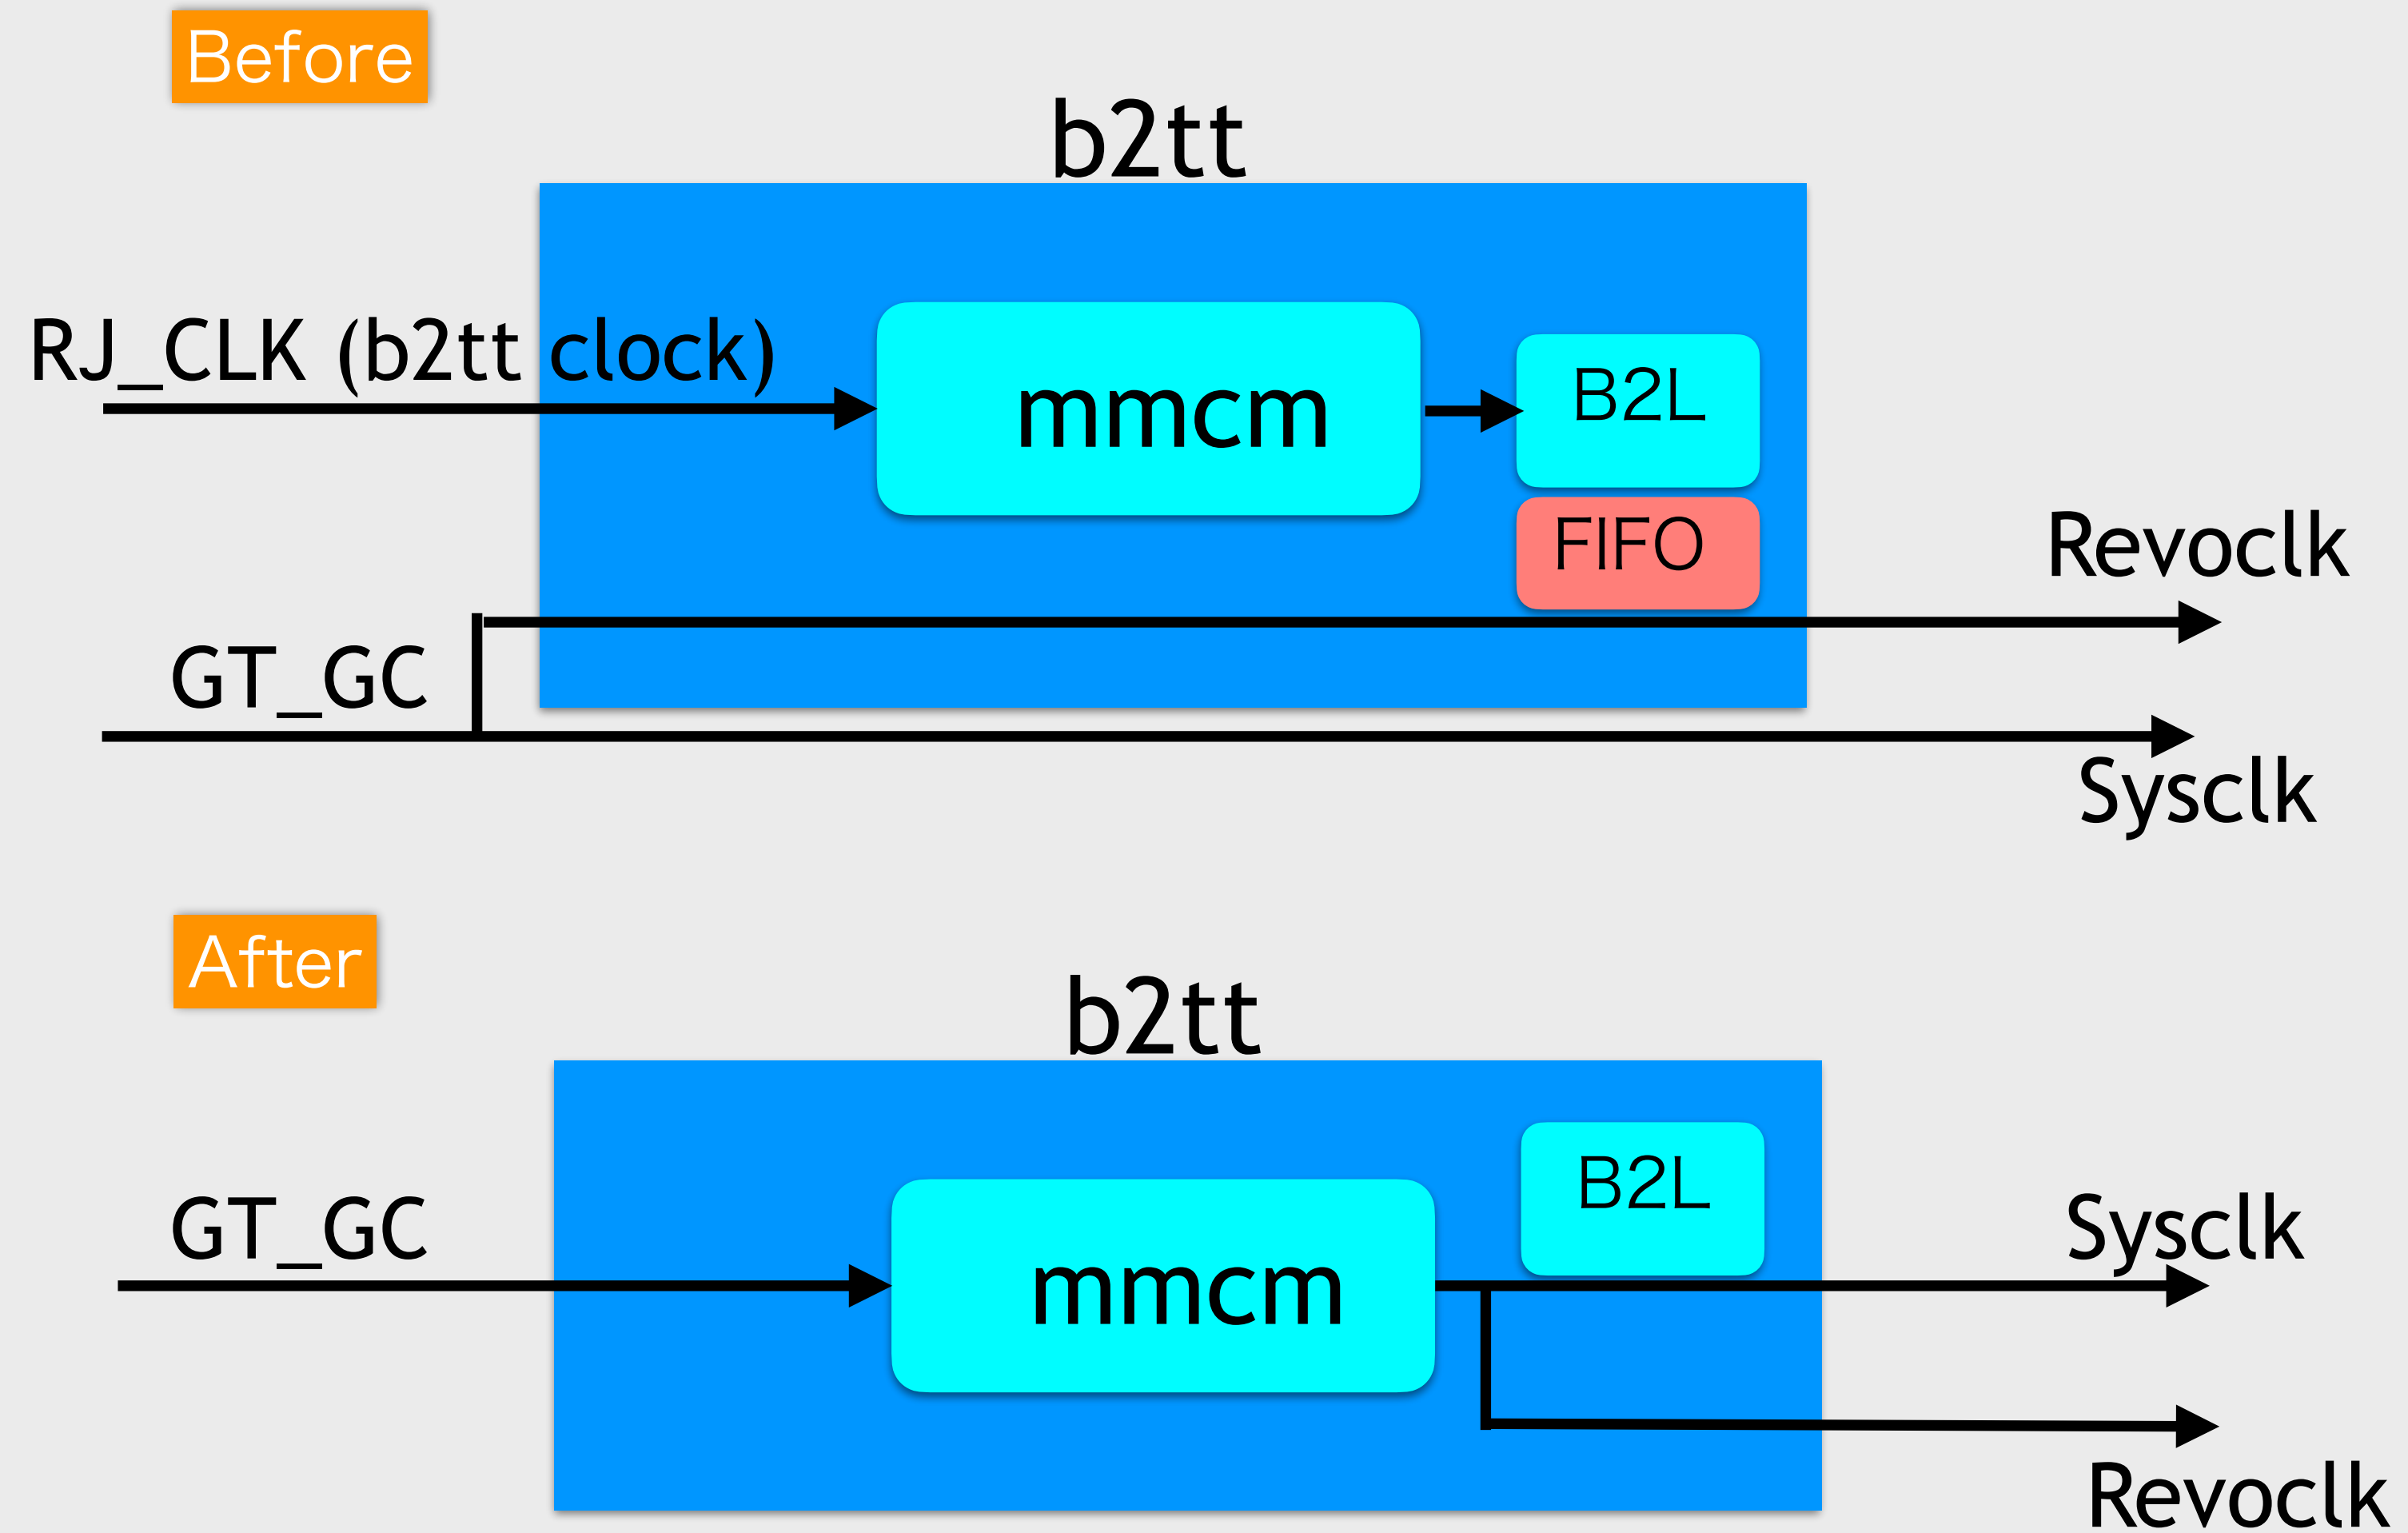 Before
b2tt
RJ_CLK (b2tt clock)
mmcm
B2L
FIFO
Revoclk
GT_GC
Sysclk
After
b2tt
B2L
GT_GC
mmcm
Sysclk
Revoclk